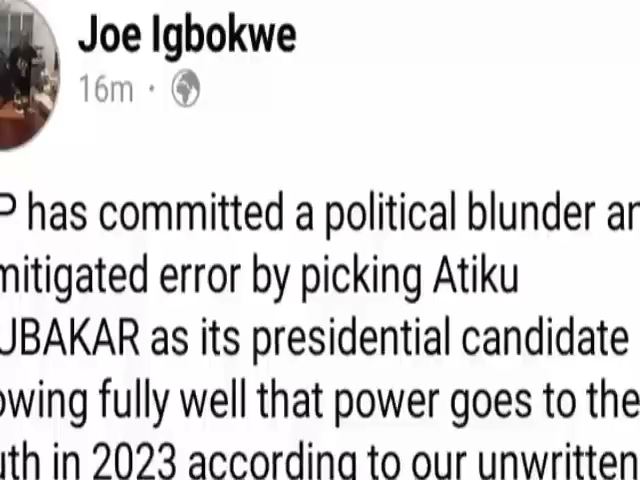 Joe Igbokwe
16m ·
P has committed a political blunder an
mitigated error by picking Atiku
UBAKAR as its presidential candidate
owing fully well that power goes to the
uth in 2023 according to our unwritten